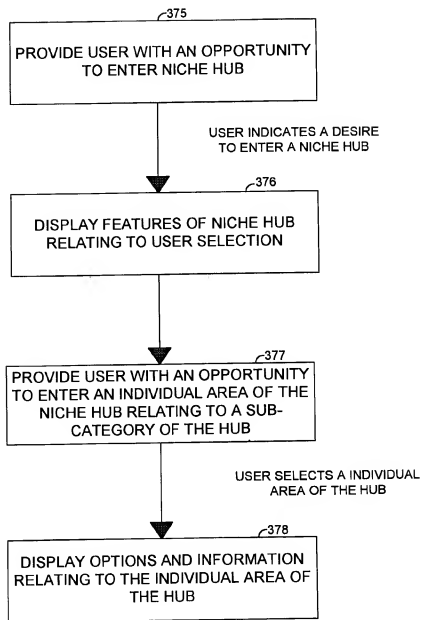 375
PROVIDE USER WITH AN OPPORTUNITY
TO ENTER NICHE HUB
USER INDICATES A DESIRE
TO ENTER A NICHE HUB
376
DISPLAY FEATURES OF NICHE HUB
RELATING TO USER SELECTION
377
PROVIDE USER WITH AN OPPORTUNITY
TO ENTER AN INDIVIDUAL AREA OF THE
NICHE HUB RELATING TO A SUB-
CATEGORY OF THE HUB
USER SELECTS A INDIVIDUAL
AREA OF THE HUB
378
DISPLAY OPTIONS AND INFORMATION
RELATING TO THE INDIVIDUAL AREA OF
THE HUB